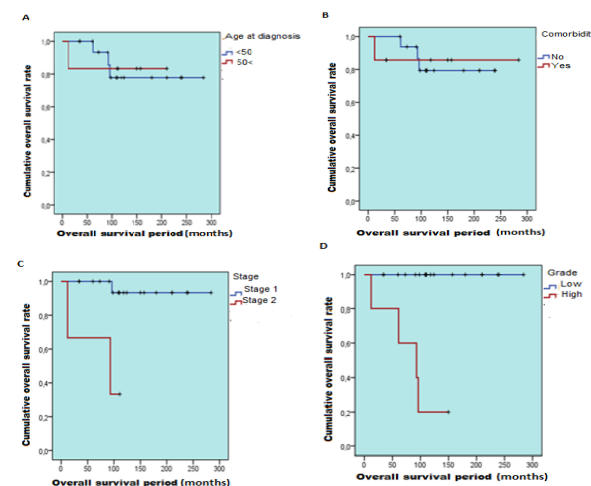 A
Age at diagnosis
<50
50<
Cumulative overall survival rate
1,0
0,8
0,6
0,4
0,2
0,0
0 50 100 150 200 250 300
Overall survival period (months)
B
Comorbidit
No
Yes
Cumulative overall survival rate
1,0
0,8
0,6
0,4
0,2
0,0
0 50 100 150 200 250 300
Overall survival period (months)
C
Stage
Stage 1
Stage 2
Cumulative overall survival rate
1,0
0,8
0,6
0,4
0,2
0,0
0 50 100 150 200 250 300
Overall survival period (months)
D
Grade
Low
High
Cumulative overall survival rate
1,0
0,8
0,6
0,4
0,2
0,0
0 50 100 150 200 250 300
Overall survival period (months)